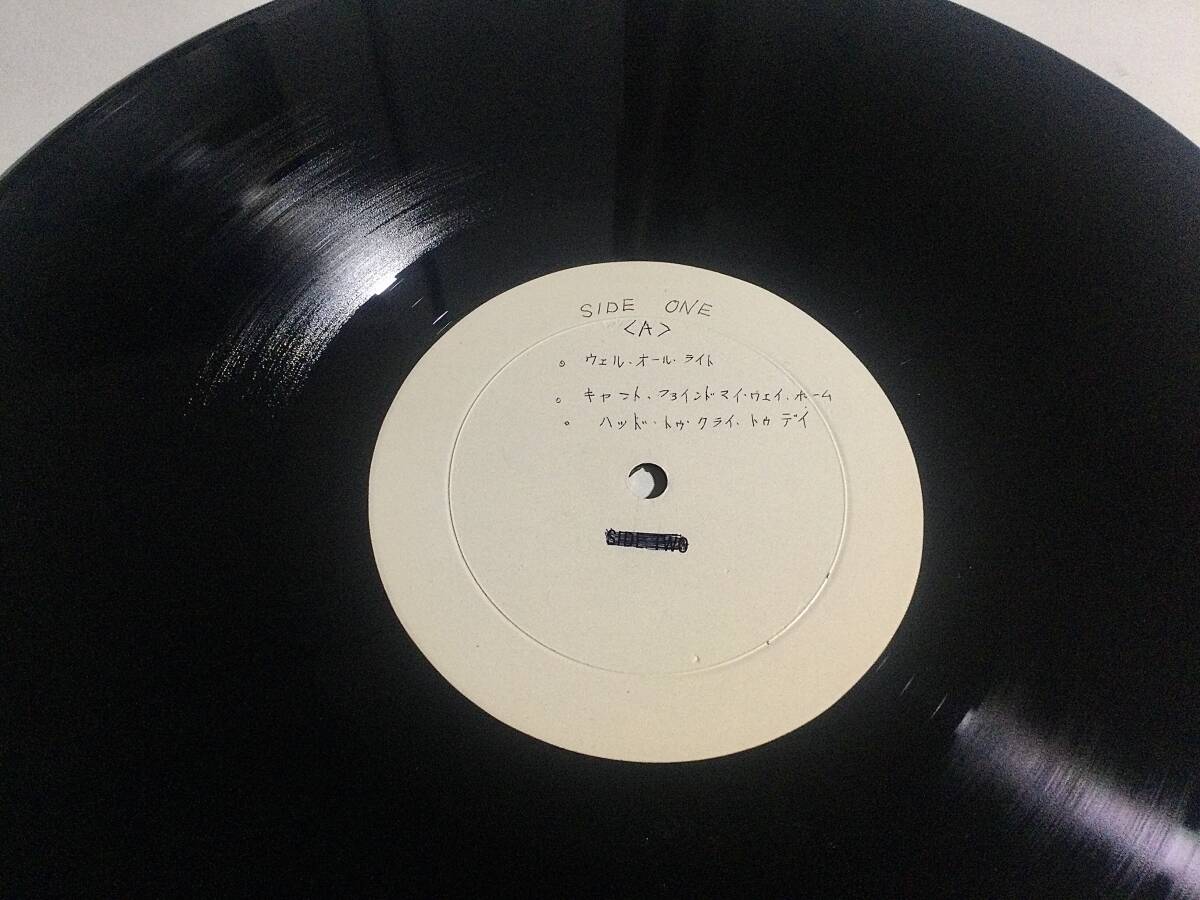 SIDE ONE
<A>
。ウェル・オール・ライト
。キャント・ファインドマイ・ウェイ・ホーム
。ハッド・トゥ・クライ・トゥデイ
SIDE TWO